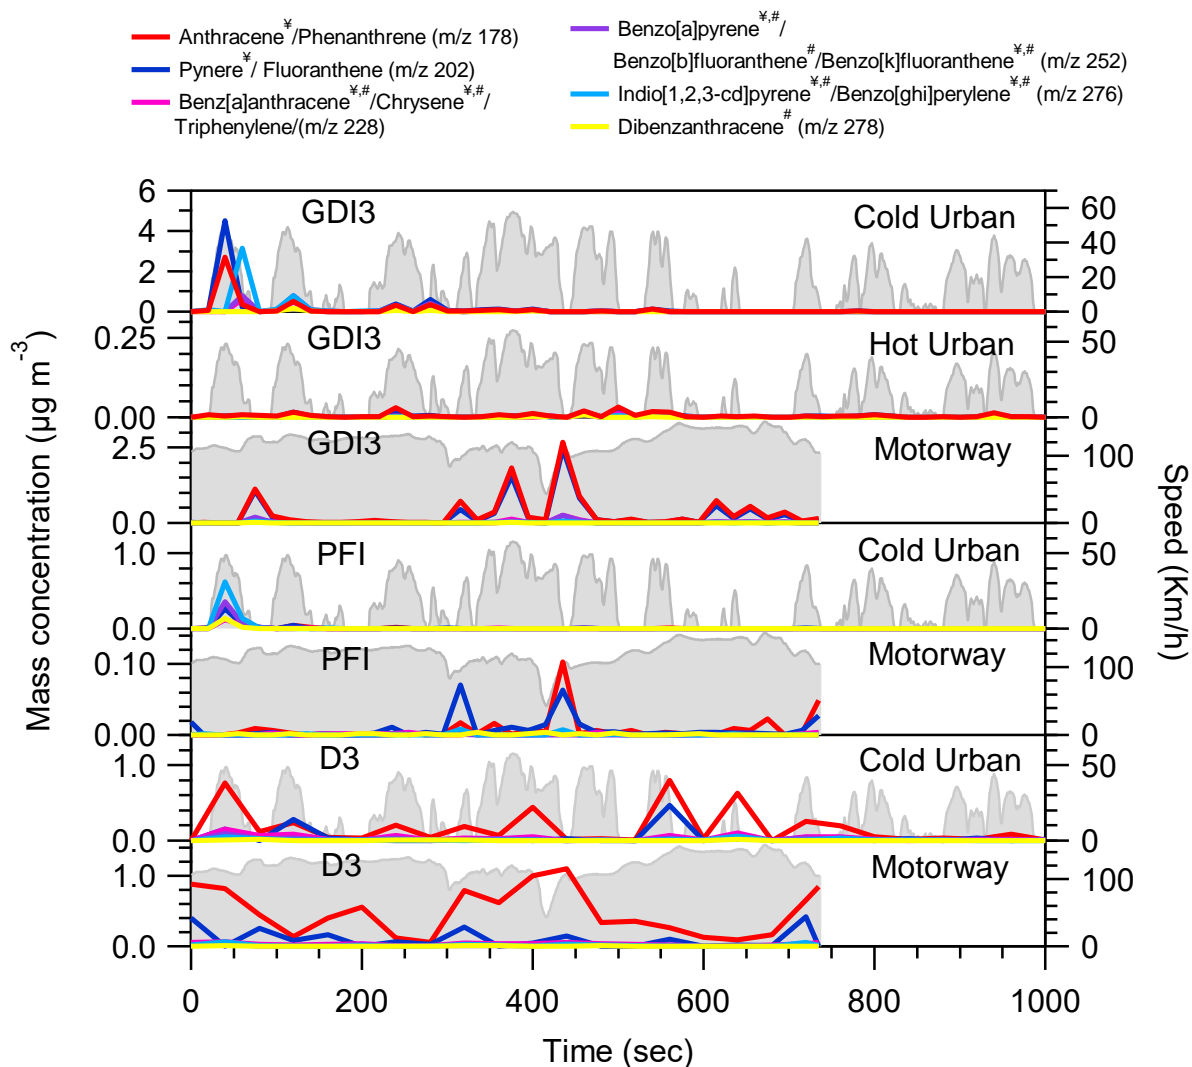 Anthracene¥/Phenanthrene (m/z 178)
Pynere¥/ Fluoranthene (m/z 202)
Benz[a]anthracene¥,#/Chrysene¥,#/
Triphenylene/(m/z 228)
Benzo[a]pyrene¥,#/
Benzo[b]fluoranthene#/Benzo[k]fluoranthene¥,# (m/z 252)
Indio[1,2,3-cd]pyrene¥,#/Benzo[ghi]perylene¥,# (m/z 276)
Dibenzanthracene# (m/z 278)
Mass concentration (µg m-3)
Speed (Km/h)
6
4
2
0
GDI3
Cold Urban
60
40
20
0
0.25
0.00
GDI3
Hot Urban
50
0
2.5
0.0
GDI3
Motorway
100
0
1.0
0.0
PFI
Cold Urban
50
0
0.10
0.00
PFI
Motorway
100
0
1.0
0.0
D3
Cold Urban
50
0
1.0
0.0
D3
Motorway
100
0
0 200 400 600 800 1000
Time (sec)